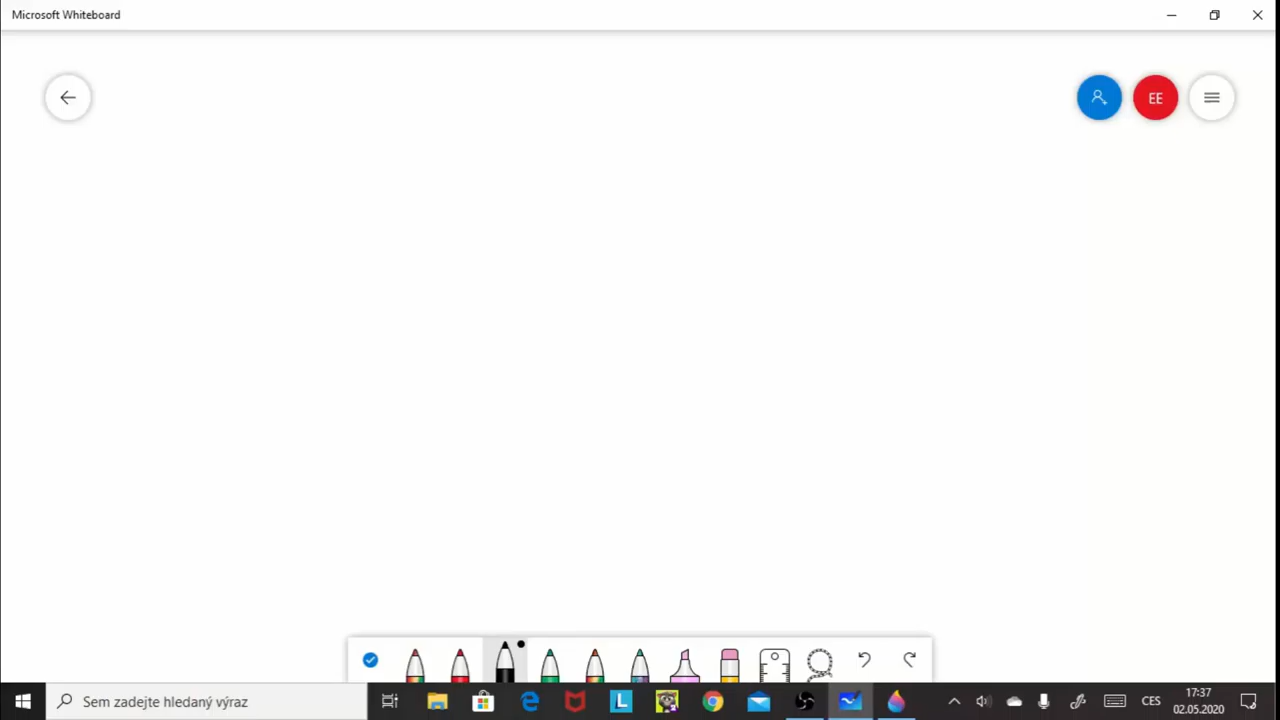 Microsoft Whiteboard
EE
Sem zadejte hledaný výraz
L
CES
17:37
02.05.2020